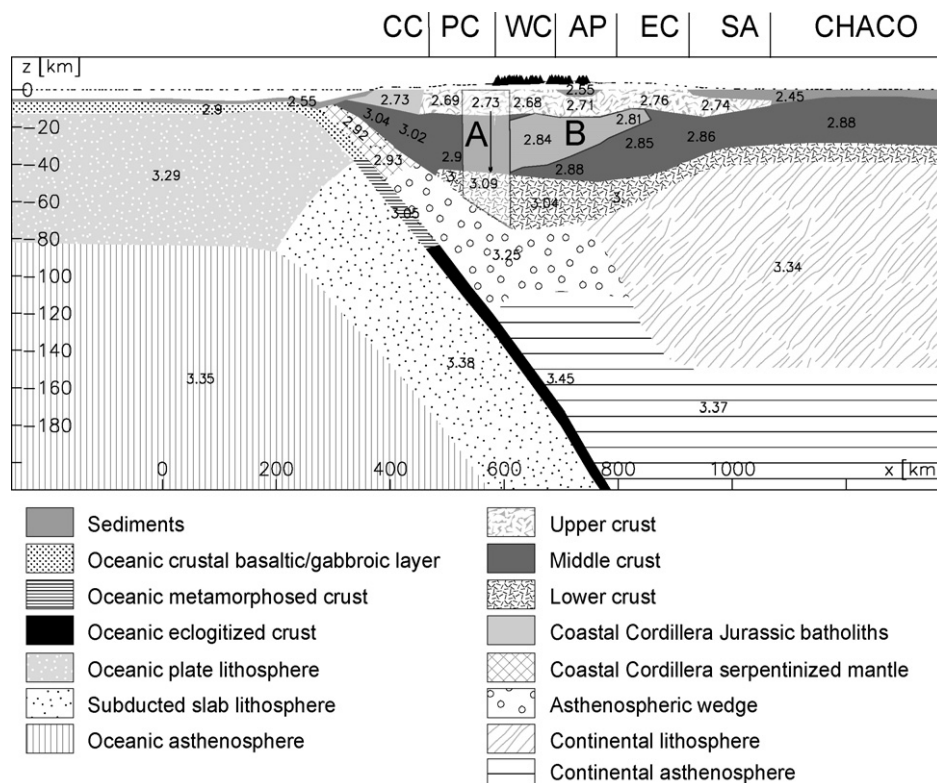 CC PC WC AP EC SA CHACO
z [km]
0
-20
-40
-60
-80
-100
-120
-140
-160
-180
2.55
2.9 2.55 2.73 2.69 2.73 2.68 2.71 2.76 2.74 2.45
3.04 3.02 2.92 2.93 2.9 A 2.84 B 2.81 2.85 2.86 2.88
3.29 3. 3.09 2.88 3.04 3.
3.05
3.25 3.34
3.35 3.38 3.45 3.37
0 200 400 600 800 1000 x [km
Sediments
Oceanic crustal basaltic/gabbroic layer
Oceanic metamorphosed crust
Oceanic eclogitized crust
Oceanic plate lithosphere
Subducted slab lithosphere
Oceanic asthenosphere
Upper crust
Middle crust
Lower crust
Coastal Cordillera Jurassic batholiths
Coastal Cordillera serpentinized mantle
Asthenospheric wedge
Continental lithosphere
Continental asthenosphere